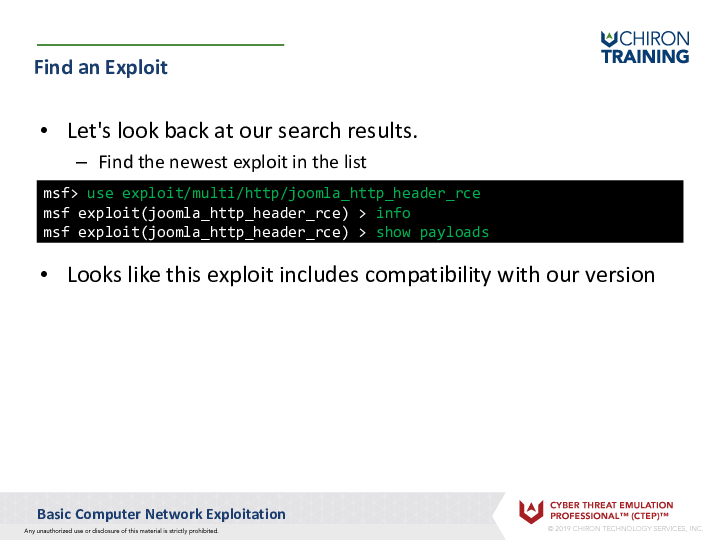 CHIRON
TRAINING
Find an Exploit
• Let's look back at our search results.
– Find the newest exploit in the list
msf> use exploit/multi/http/joomla_http_header_rce
msf exploit(joomla_http_header_rce) > info
msf exploit(joomla_http_header_rce) > show payloads
• Looks like this exploit includes compatibility with our version
Basic Computer Network Exploitation
Any unauthorized use or disclosure of this material is strictly prohibited.
CYBER THREAT EMULATION
PROFESSIONAL™ (CTEP)™
© 2019 CHIRON TECHNOLOGY SERVICES, INC.